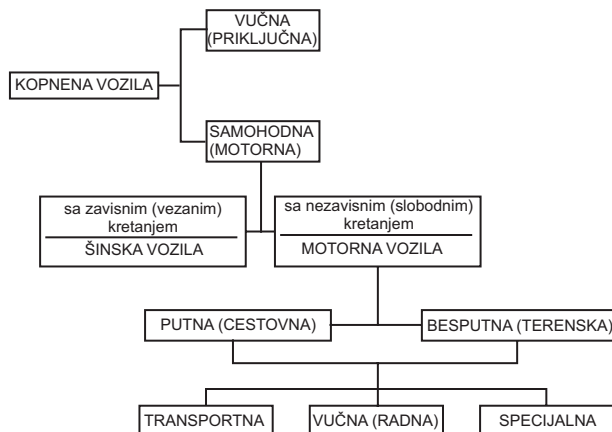 VUČNA
(PRIKLJUČNA)
KOPNENA VOZILA
SAMOHODNA
(MOTORNA)
sa zavisnim (vezanim)
kretanjem
ŠINSKA VOZILA
sa nezavisnim (slobodnim)
kretanjem
MOTORNA VOZILA
PUTNA (CESTOVNA)
BESPUTNA (TERENSKA)
TRANSPORTNA
VUČNA (RADNA)
SPECIJALNA